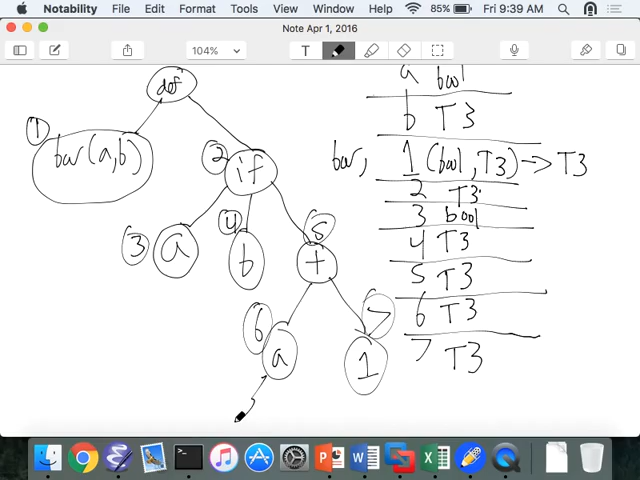 Notability File Edit Format Tools Window Help 85% Fri 9:39 AM
Note Apr 1, 2016
104% T
def
1 bar(a,b)
2 if
3 a
4 b
5 +
6 a
7 1
a bool
b T3
bar, 1 (bool, T3) -> T3
2 T3
3 bool
4 T3
5 T3
6 T3
7 T3